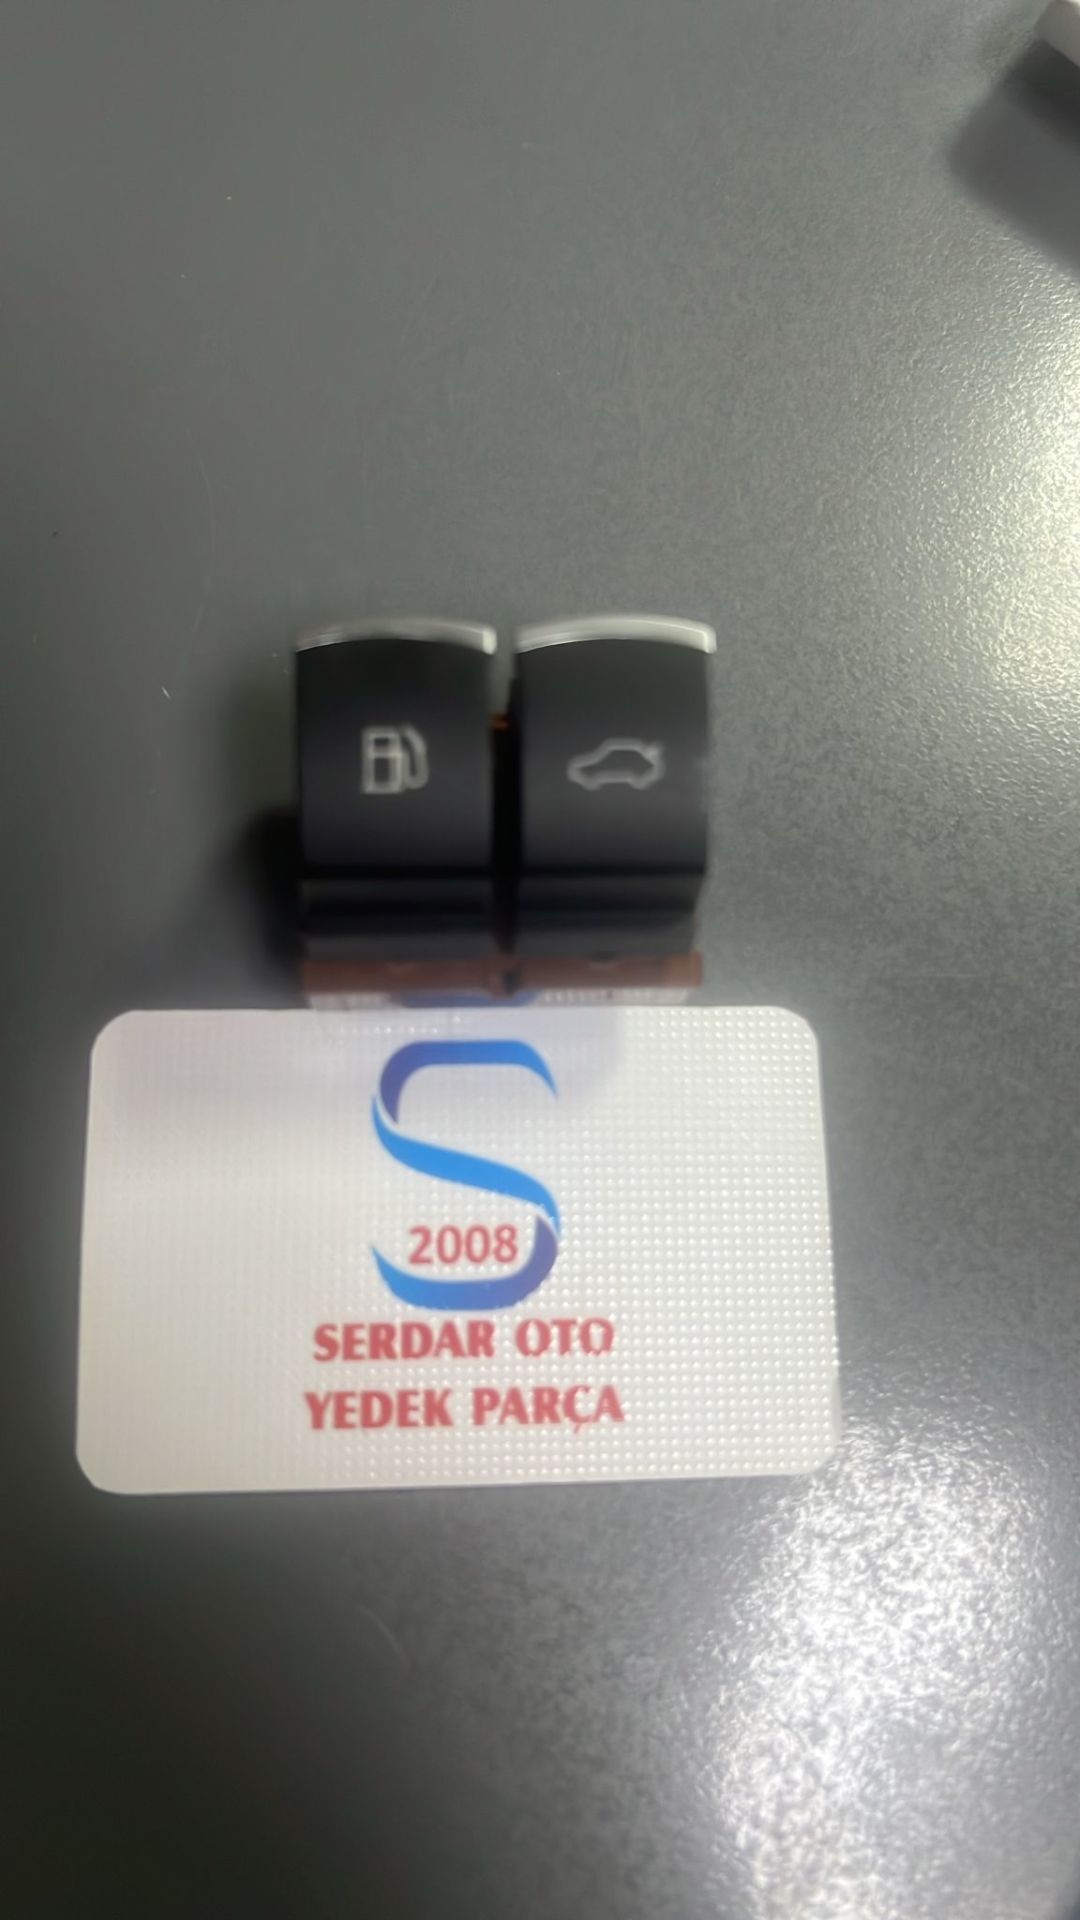 2008
SERDAR OTO
YEDEK PARÇA